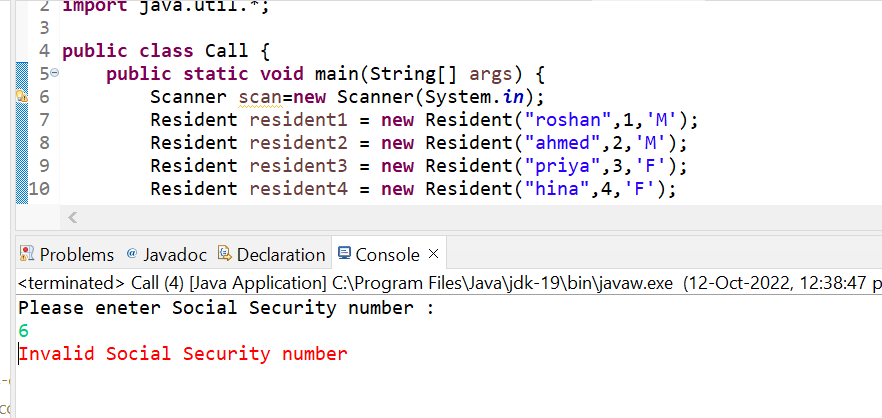 2 import java.util.*;
3
4 public class Call {
5 public static void main(String[] args) {
6 Scanner scan=new Scanner(System.in);
7 Resident resident1 = new Resident("roshan",1,'M');
8 Resident resident2 = new Resident("ahmed",2,'M');
9 Resident resident3 = new Resident("priya",3,'F');
10 Resident resident4 = new Resident("hina",4,'F');
Problems @ Javadoc Declaration Console ×
<terminated> Call (4) [Java Application] C:\Program Files\Java\jdk-19\bin\javaw.exe (12-Oct-2022, 12:38:47 p
Please eneter Social Security number :
6
Invalid Social Security number